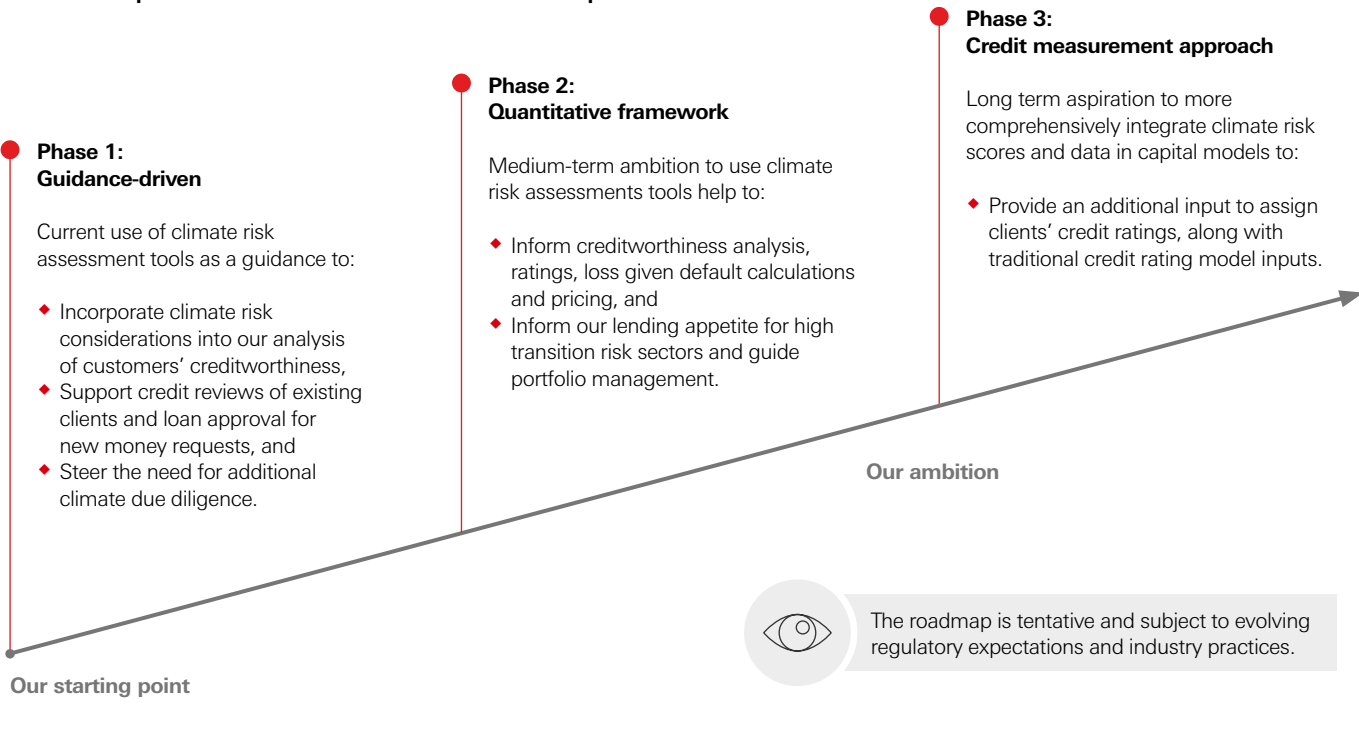 Phase 1:
Guidance-driven
Current use of climate risk
assessment tools as a guidance to:
Incorporate climate risk
considerations into our analysis
of customers’ creditworthiness,
Support credit reviews of existing
clients and loan approval for
new money requests, and
Steer the need for additional
climate due diligence.
Phase 2:
Quantitative framework
Medium-term ambition to use climate
risk assessments tools help to:
Inform creditworthiness analysis,
ratings, loss given default calculations
and pricing, and
Inform our lending appetite for high
transition risk sectors and guide
portfolio management.
Phase 3:
Credit measurement approach
Long term aspiration to more
comprehensively integrate climate risk
scores and data in capital models to:
Provide an additional input to assign
clients’ credit ratings, along with
traditional credit rating model inputs.
Our ambition
The roadmap is tentative and subject to evolving
regulatory expectations and industry practices.
Our starting point